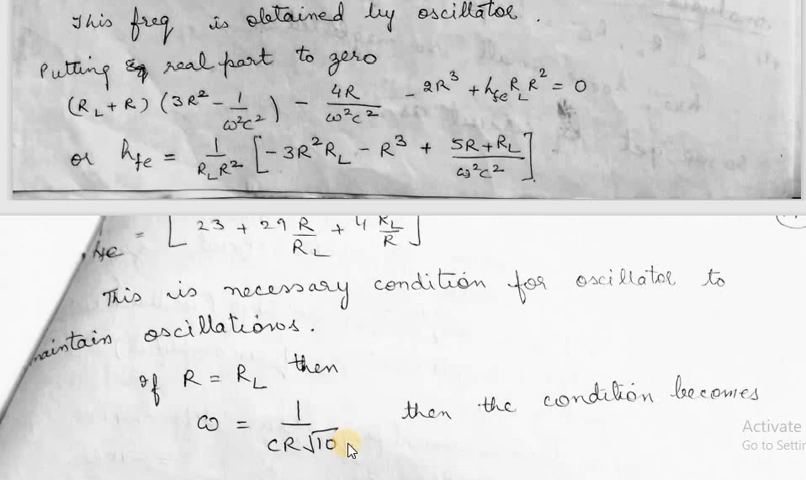 This freq is obtained by oscillator.
Putting real part to zero
(R_L + R) (3R² - 1/ω²c²) - 4R/ω²c² - 2R³ + h_fe R_L R² = 0
or h_fe = 1/R_L R² [-3R²R_L - R³ + 5R + R_L/ω²c²]
h_fe = [23 + 29 R/R_L + 4 R_L/R]
This is necessary condition for oscillator to
maintain oscillations.
If R = R_L then
ω = 1/CR√10 then the condition becomes
Activate
Go to Settin